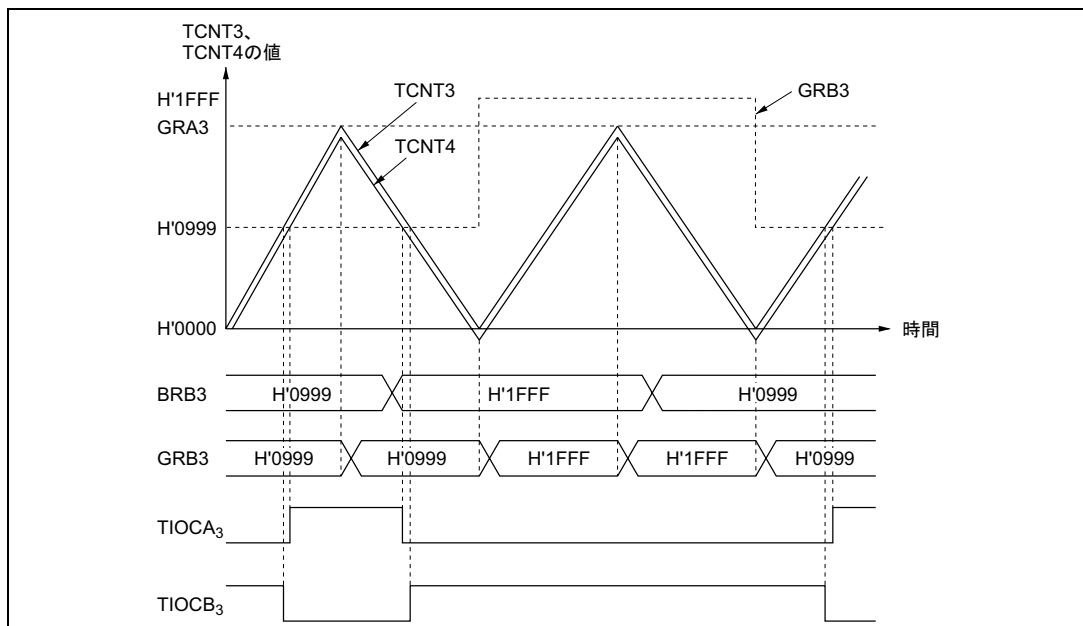 TCNT3、
TCNT4の値
H'1FFF
GRA3
H'0999
H'0000
TCNT3
TCNT4
GRB3
時間
BRB3 H'0999 H'1FFF H'0999
GRB3 H'0999 H'0999 H'1FFF H'1FFF H'0999
TIOCA3
TIOCB3